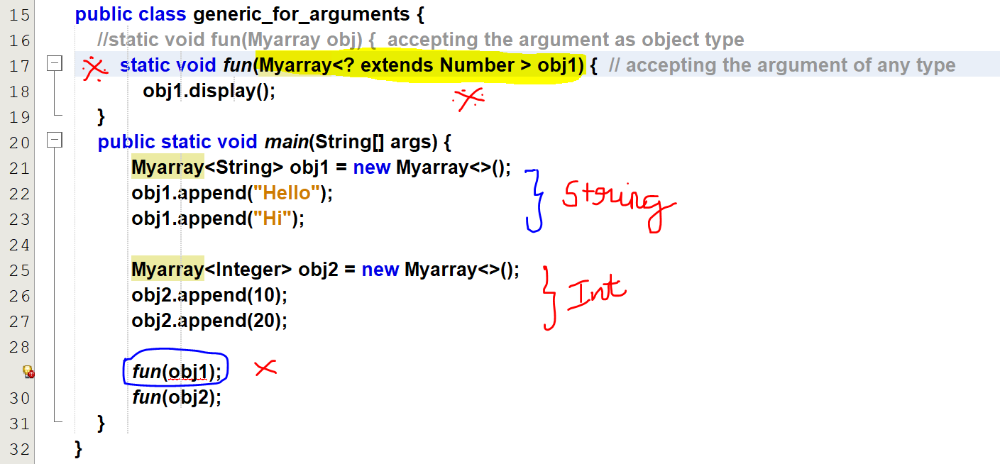 15 public class generic_for_arguments {
16 //static void fun(Myarray obj) { accepting the argument as object type
17 static void fun(Myarray<? extends Number > obj1) { // accepting the argument of any type
18 obj1.display();
19 }
20 public static void main(String[] args) {
21 Myarray<String> obj1 = new Myarray<>();
22 obj1.append("Hello");
23 obj1.append("Hi");
String
24
25 Myarray<Integer> obj2 = new Myarray<>();
26 obj2.append(10);
27 obj2.append(20);
Int
28
fun(obj1);
30 fun(obj2);
31 }
32 }